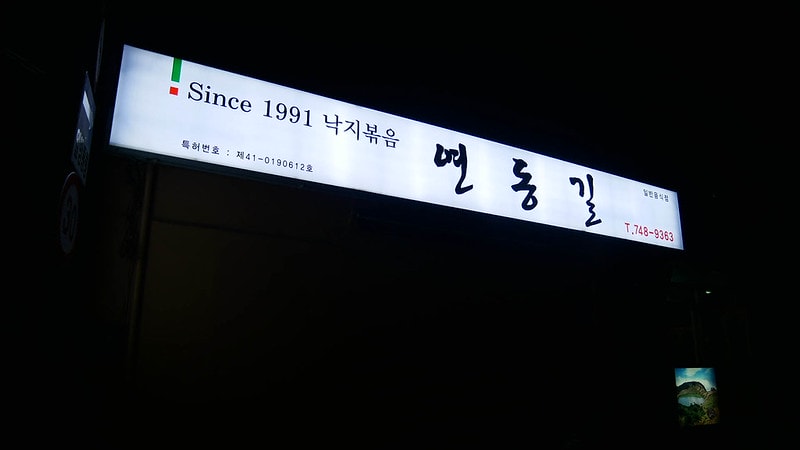 Since 1991 낙지볶음
특허번호 : 제41-0190612호
연동길
일반음식점
T.748-9363